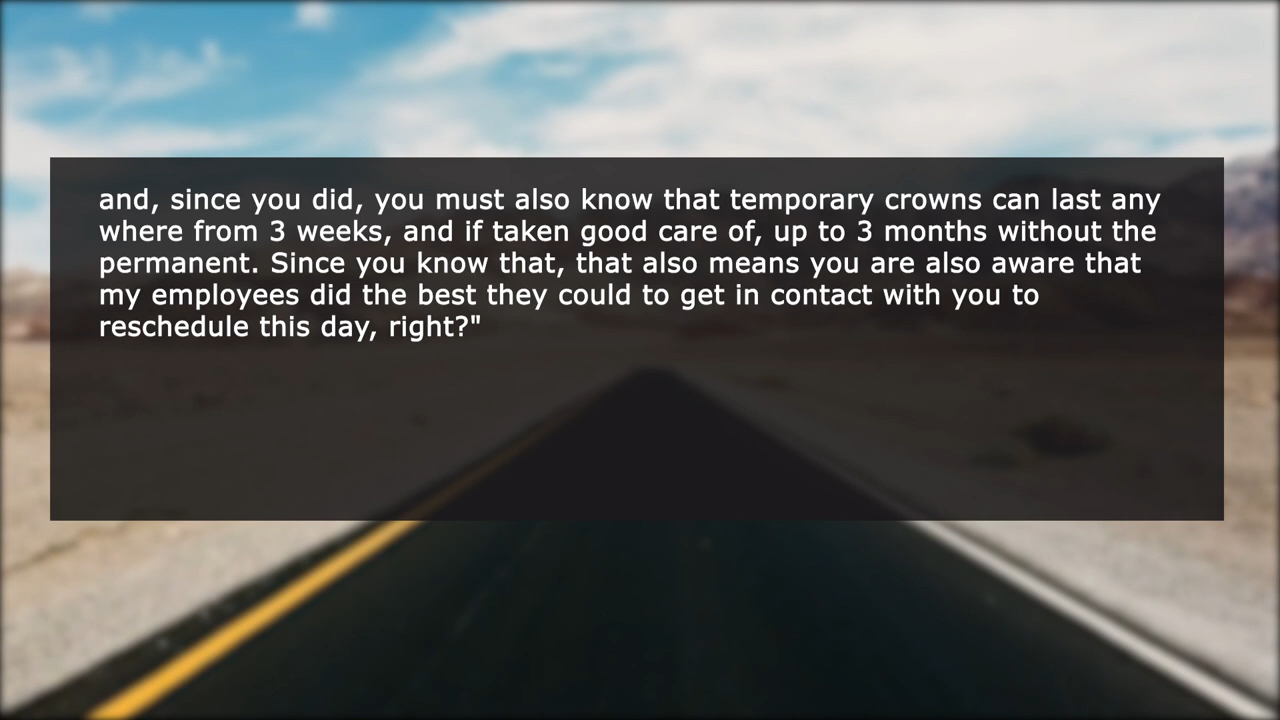 and, since you did, you must also know that temporary crowns can last any
where from 3 weeks, and if taken good care of, up to 3 months without the
permanent. Since you know that, that also means you are also aware that
my employees did the best they could to get in contact with you to
reschedule this day, right?"